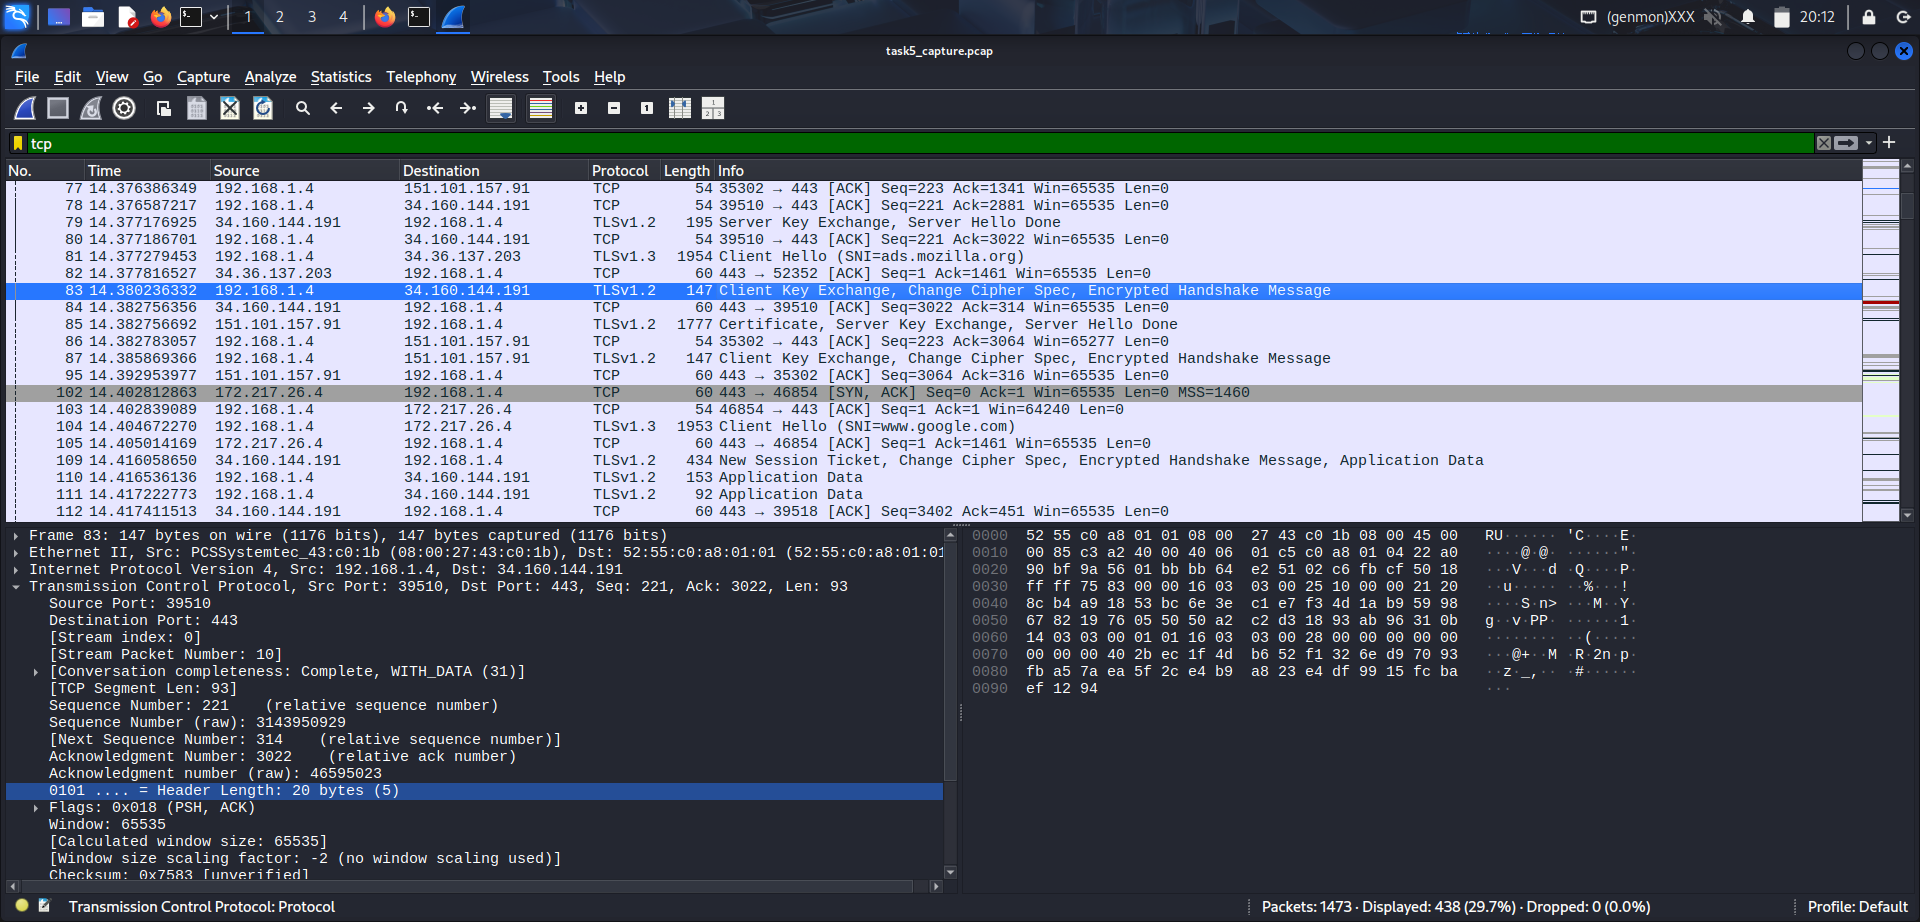 1 2 3 4 (genmon)XXX 20:12
task5_capture.pcap
File Edit View Go Capture Analyze Statistics Telephony Wireless Tools Help
tcp
No. Time Source Destination Protocol Length Info
77 14.376386349 192.168.1.4 151.101.157.91 TCP 54 35302 → 443 [ACK] Seq=223 Ack=1341 Win=65535 Len=0
78 14.376587217 192.168.1.4 34.160.144.191 TCP 54 39510 → 443 [ACK] Seq=221 Ack=2881 Win=65535 Len=0
79 14.377176925 34.160.144.191 192.168.1.4 TLSv1.2 195 Server Key Exchange, Server Hello Done
80 14.377186701 192.168.1.4 34.160.144.191 TCP 54 39510 → 443 [ACK] Seq=221 Ack=3022 Win=65535 Len=0
81 14.377279453 192.168.1.4 34.36.137.203 TLSv1.3 1954 Client Hello (SNI=ads.mozilla.org)
82 14.377816527 34.36.137.203 192.168.1.4 TCP 60 443 → 52352 [ACK] Seq=1 Ack=1461 Win=65535 Len=0
83 14.380236332 192.168.1.4 34.160.144.191 TLSv1.2 147 Client Key Exchange, Change Cipher Spec, Encrypted Handshake Message
84 14.382756356 34.160.144.191 192.168.1.4 TCP 60 443 → 39510 [ACK] Seq=3022 Ack=314 Win=65535 Len=0
85 14.382756692 151.101.157.91 192.168.1.4 TLSv1.2 1777 Certificate, Server Key Exchange, Server Hello Done
86 14.382783057 192.168.1.4 151.101.157.91 TCP 54 35302 → 443 [ACK] Seq=223 Ack=3064 Win=65277 Len=0
87 14.385869366 192.168.1.4 151.101.157.91 TLSv1.2 147 Client Key Exchange, Change Cipher Spec, Encrypted Handshake Message
95 14.392953977 151.101.157.91 192.168.1.4 TCP 60 443 → 35302 [ACK] Seq=3064 Ack=316 Win=65535 Len=0
102 14.402812863 172.217.26.4 192.168.1.4 TCP 60 443 → 46854 [SYN, ACK] Seq=0 Ack=1 Win=65535 Len=0 MSS=1460
103 14.402839089 192.168.1.4 172.217.26.4 TCP 54 46854 → 443 [ACK] Seq=1 Ack=1 Win=64240 Len=0
104 14.404672270 192.168.1.4 172.217.26.4 TLSv1.3 1953 Client Hello (SNI=www.google.com)
105 14.405014169 172.217.26.4 192.168.1.4 TCP 60 443 → 46854 [ACK] Seq=1 Ack=1461 Win=65535 Len=0
109 14.416058650 34.160.144.191 192.168.1.4 TLSv1.2 434 New Session Ticket, Change Cipher Spec, Encrypted Handshake Message, Application Data
110 14.416536136 192.168.1.4 34.160.144.191 TLSv1.2 153 Application Data
111 14.417222773 192.168.1.4 34.160.144.191 TLSv1.2 92 Application Data
112 14.417411513 34.160.144.191 192.168.1.4 TCP 60 443 → 39518 [ACK] Seq=3402 Ack=451 Win=65535 Len=0
Frame 83: 147 bytes on wire (1176 bits), 147 bytes captured (1176 bits)
Ethernet II, Src: PCSSystemtec_43:c0:1b (08:00:27:43:c0:1b), Dst: 52:55:c0:a8:01:01 (52:55:c0:a8:01:01
Internet Protocol Version 4, Src: 192.168.1.4, Dst: 34.160.144.191
Transmission Control Protocol, Src Port: 39510, Dst Port: 443, Seq: 221, Ack: 3022, Len: 93
Source Port: 39510
Destination Port: 443
[Stream index: 0]
[Stream Packet Number: 10]
[Conversation completeness: Complete, WITH_DATA (31)]
[TCP Segment Len: 93]
Sequence Number: 221 (relative sequence number)
Sequence Number (raw): 3143950929
[Next Sequence Number: 314 (relative sequence number)]
Acknowledgment Number: 3022 (relative ack number)
Acknowledgment number (raw): 46595023
0101 .... = Header Length: 20 bytes (5)
Flags: 0x018 (PSH, ACK)
Window: 65535
[Calculated window size: 65535]
[Window size scaling factor: -2 (no window scaling used)]
Checksum: 0x7583 [unverified]
0000 52 55 c0 a8 01 01 08 00 27 43 c0 1b 08 00 45 00 RU······ 'C····E·
0010 00 85 c3 a2 40 00 40 06 01 c5 c0 a8 01 04 22 a0 ····@·@· ······"·
0020 90 bf 9a 56 01 bb bb 64 e2 51 02 c6 fb cf 50 18 ···V···d ·Q····P·
0030 ff ff 75 83 00 00 16 03 03 00 25 10 00 00 21 20 ··u····· ··%···!
0040 8c b4 a9 18 53 bc 6e 3e c1 e7 f3 4d 1a b9 59 98 ····S·n> ···M··Y·
0050 67 82 19 76 05 50 50 a2 c2 d3 18 93 ab 96 31 0b g··v·PP· ······1·
0060 14 03 03 00 01 01 16 03 03 00 28 00 00 00 00 00 ········ ··(·····
0070 00 00 00 40 2b ec 1f 4d b6 52 f1 32 6e d9 70 93 ···@+··M ·R·2n·p·
0080 fb a5 7a ea 5f 2c e4 b9 a8 23 e4 df 99 15 fc ba ··z·_,·· ·#······
0090 ef 12 94 ···
Transmission Control Protocol: Protocol Packets: 1473 · Displayed: 438 (29.7%) · Dropped: 0 (0.0%) Profile: Default